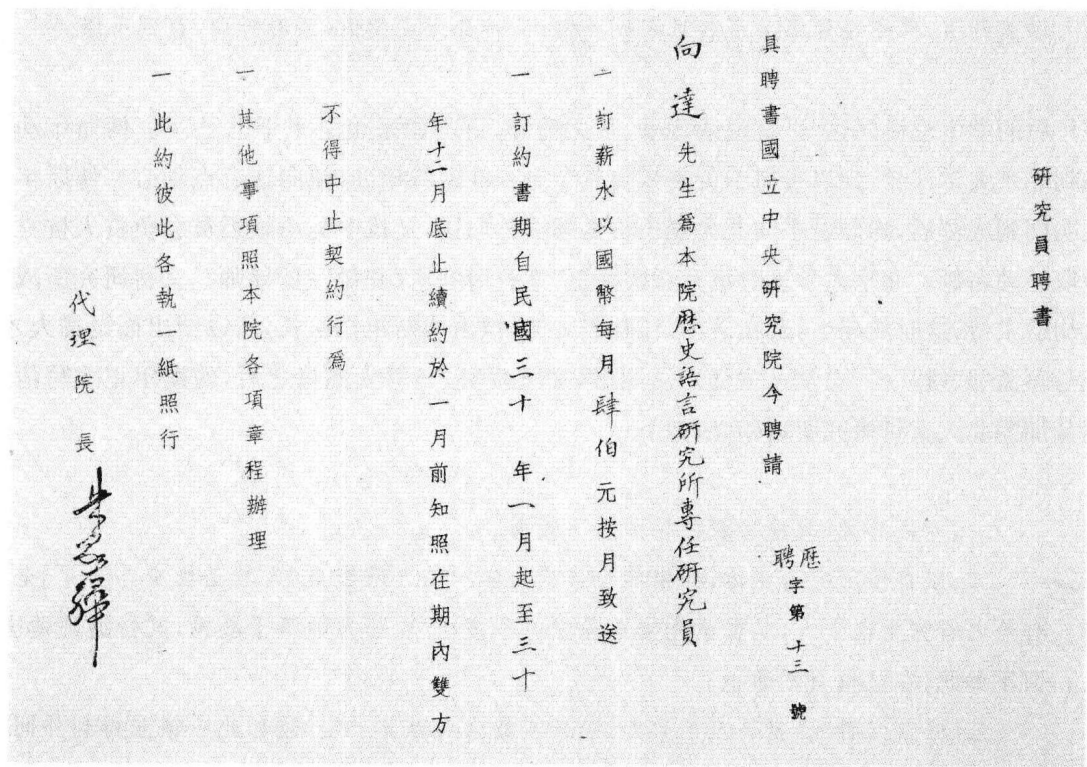 研究員聘書
歷聘字第十三號
具聘書國立中央研究院今聘請
向達先生爲本院歷史語言研究所專任研究員
一訂薪水以國幣每月肆伯元按月致送
一訂約書期自民國三十年一月起至三十
年十二月底止續約於一月前知照在期內雙方
不得中止契約行爲
一其他事項照本院各項章程辦理
一此約彼此各執一紙照行
代理院長朱家驊